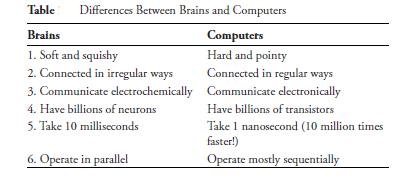 Table Differences Between Brains and Computers
Brains Computers
1. Soft and squishy Hard and pointy
2. Connected in irregular ways Connected in regular ways
3. Communicate electrochemically Communicate electronically
4. Have billions of neurons Have billions of transistors
5. Take 10 milliseconds Take 1 nanosecond (10 million times
faster!)
6. Operate in parallel Operate mostly sequentially